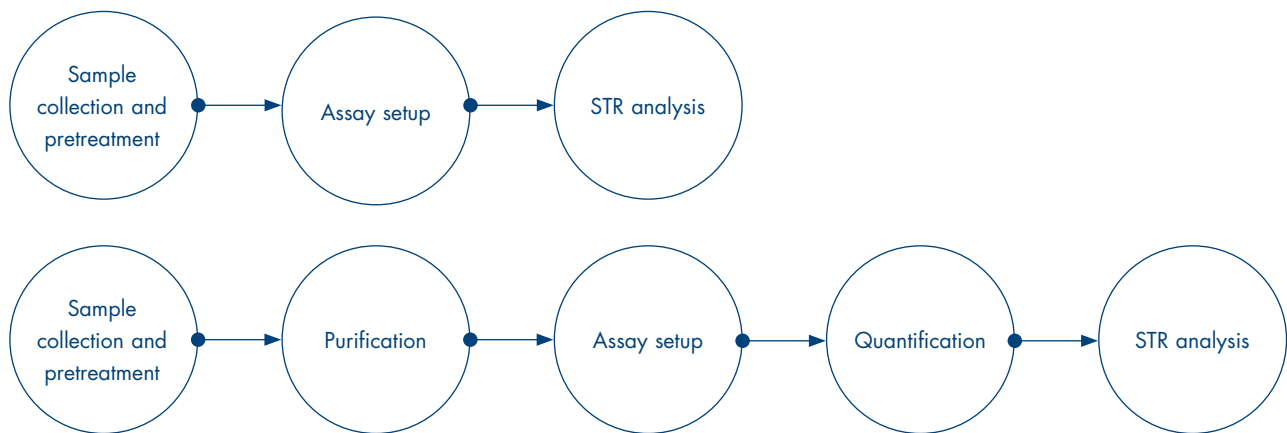 Sample
collection and
pretreatment
Assay setup
STR analysis
Sample
collection and
pretreatment
Purification
Assay setup
Quantification
STR analysis